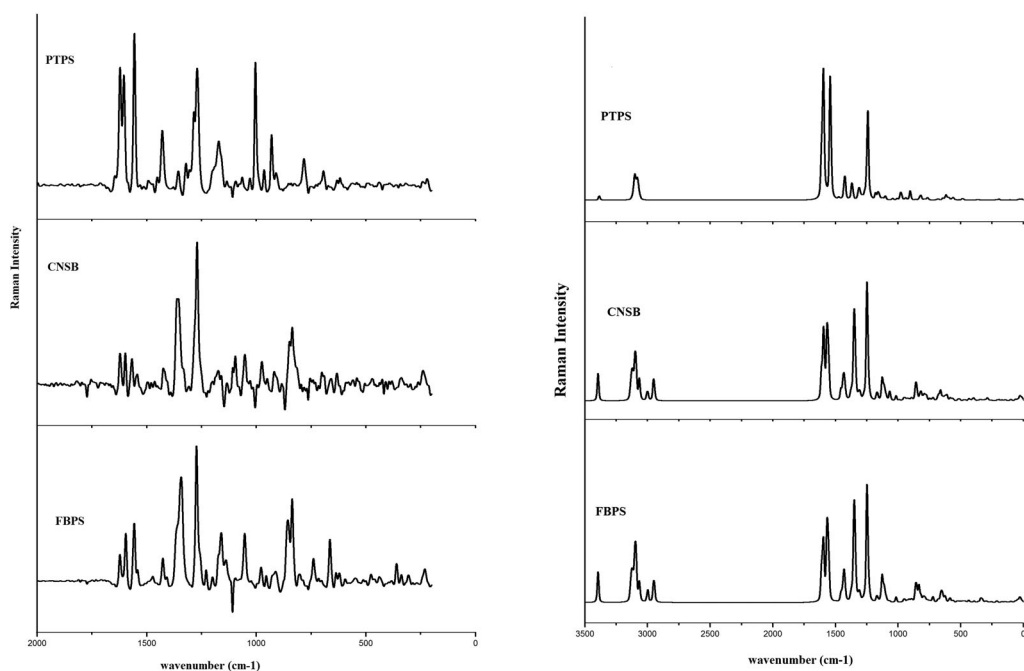 PTPS
CNSB
FBPS
Raman Intensity
2000
1500
1000
500
0
wavenumber (cm-1)
PTPS
CNSB
FBPS
Raman Intensity
3500
3000
2500
2000
1500
1000
500
0
wavenumber (cm-1)